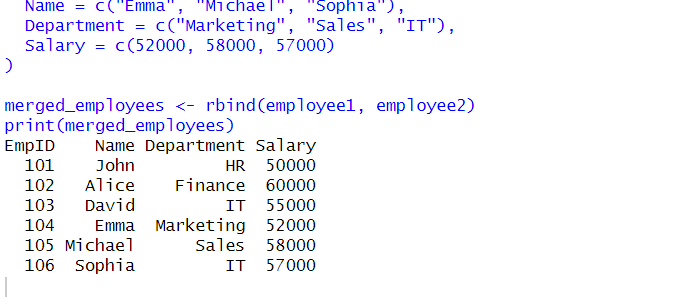 Name = c("Emma", "Michael", "Sophia"),
Department = c("Marketing", "Sales", "IT"),
Salary = c(52000, 58000, 57000)
)
merged_employees <- rbind(employee1, employee2)
print(merged_employees)
EmpID Name Department Salary
101 John HR 50000
102 Alice Finance 60000
103 David IT 55000
104 Emma Marketing 52000
105 Michael Sales 58000
106 Sophia IT 57000